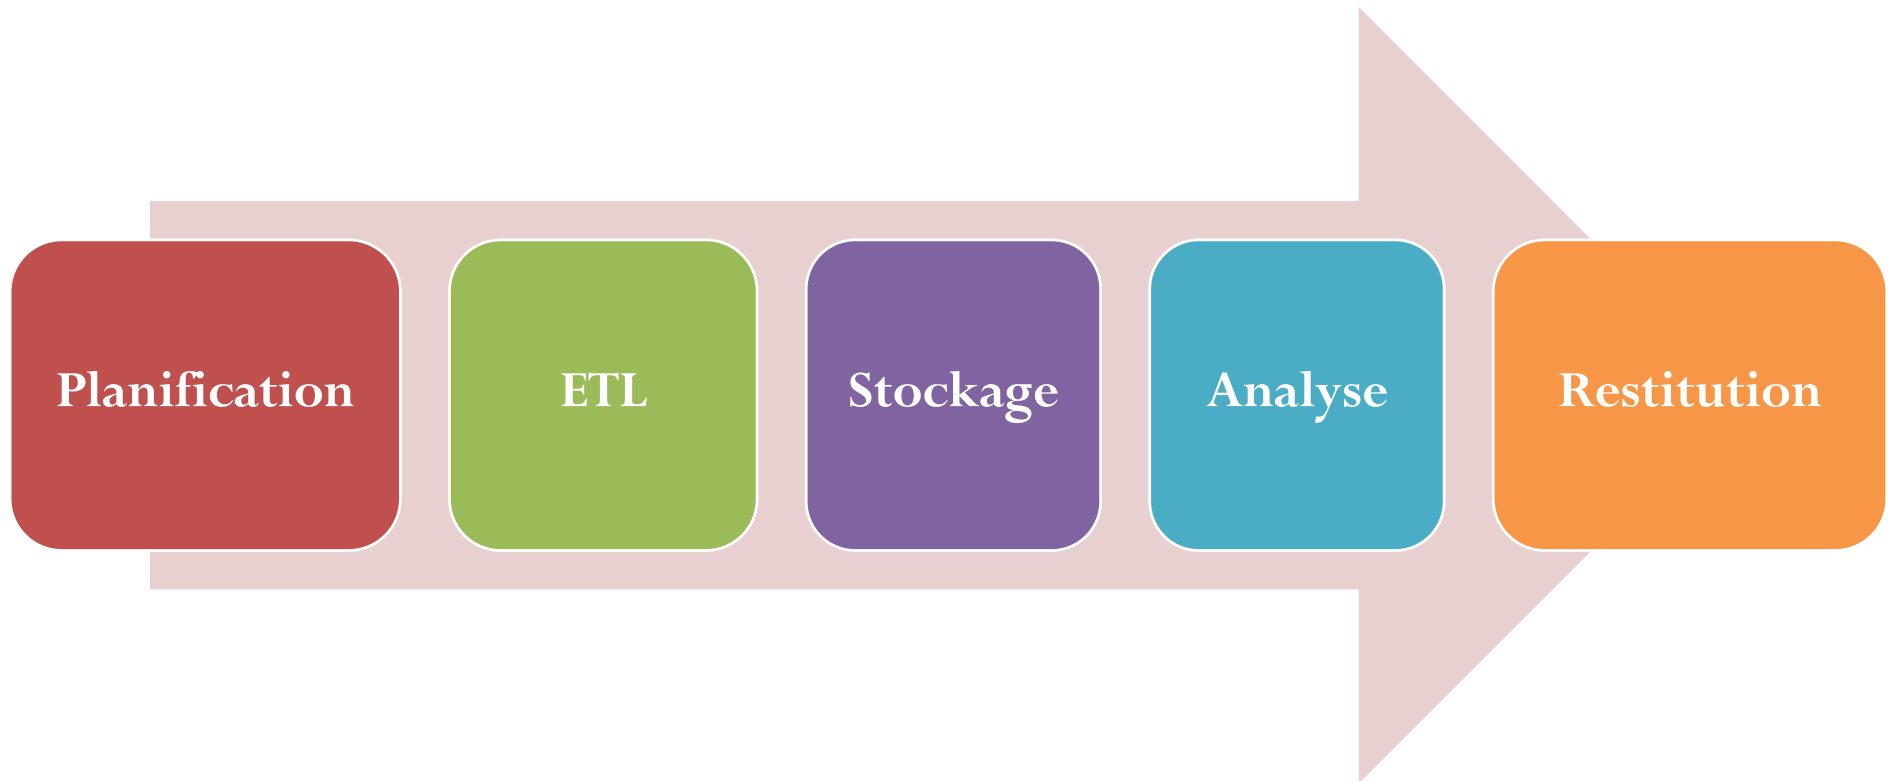 Planification
ETL
Stockage
Analyse
Restitution